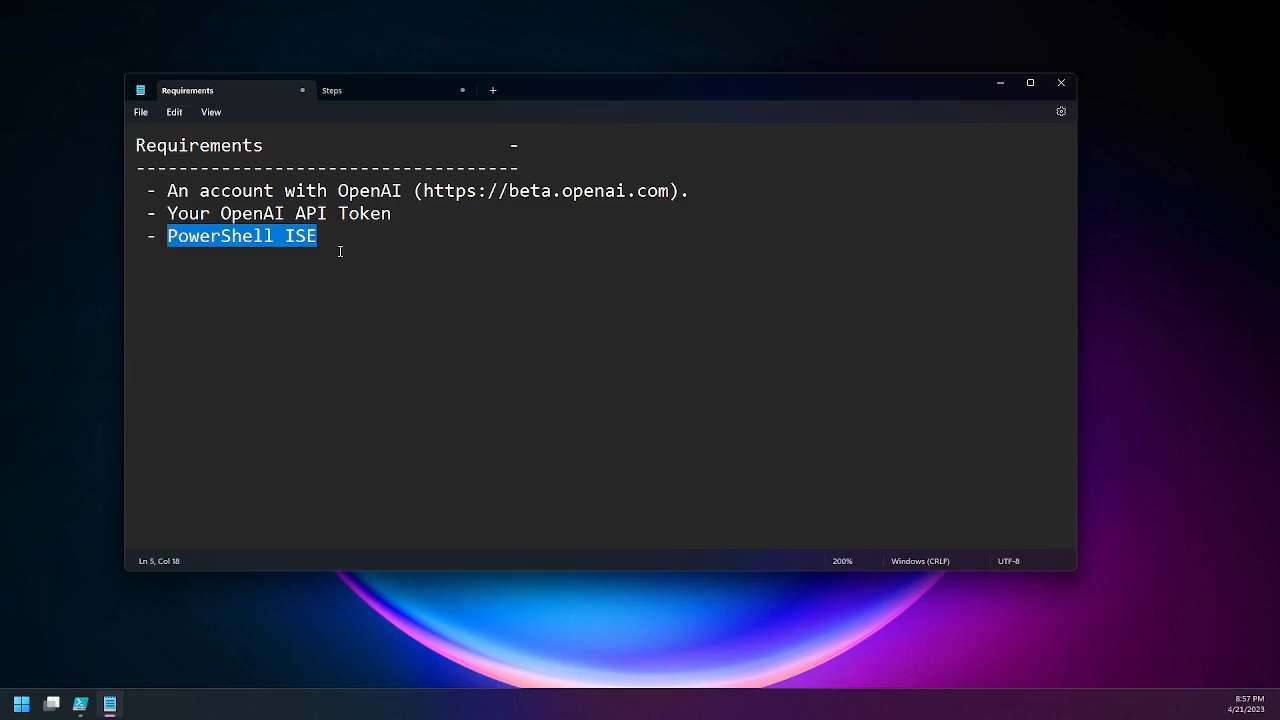 Requirements
Steps
+
File Edit View
Requirements -
------------------------------------
- An account with OpenAI (https://beta.openai.com).
- Your OpenAI API Token
- PowerShell ISE
Ln 5, Col 18
200%
Windows (CRLF)
UTF-8
8:57 PM
4/21/2023